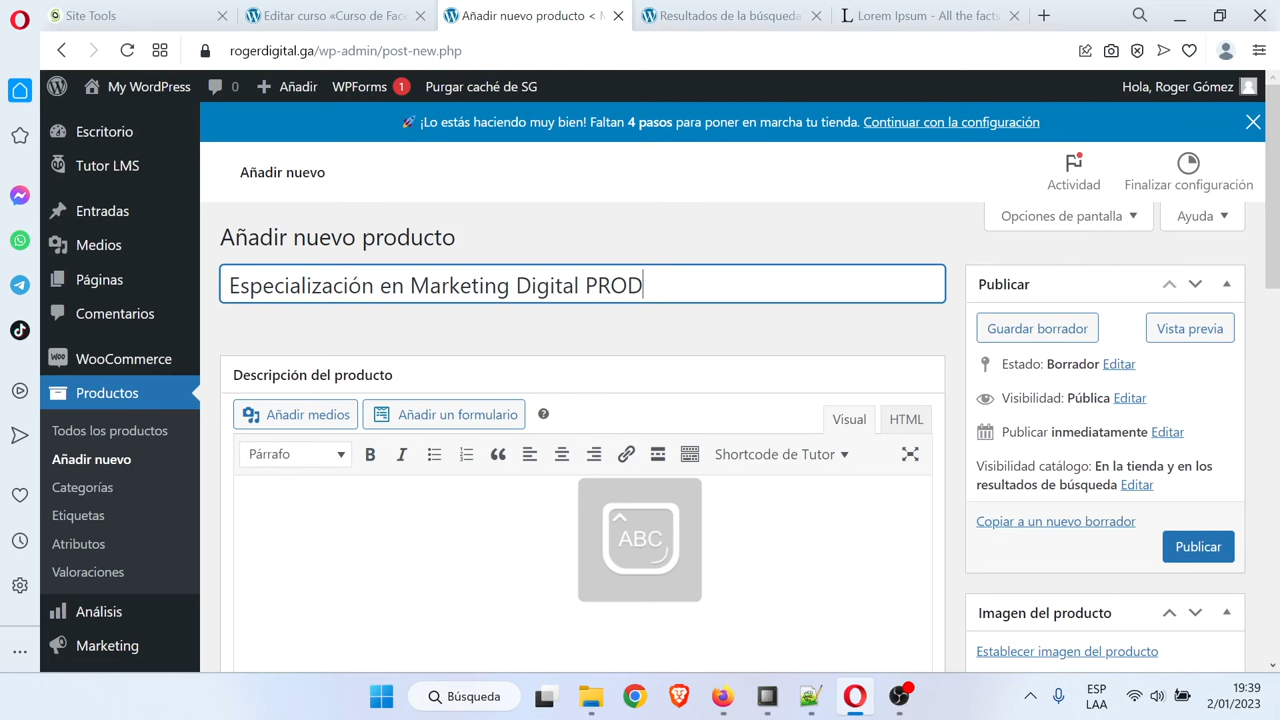 Site Tools
Editar curso «Curso de Face
Añadir nuevo producto < M
Resultados de la búsqueda
Lorem Ipsum - All the facts
rogerdigital.ga/wp-admin/post-new.php
My WordPress
0
Añadir
WPForms 1
Purgar caché de SG
Hola, Roger Gómez
¡Lo estás haciendo muy bien! Faltan 4 pasos para poner en marcha tu tienda. Continuar con la configuración
Escritorio
Tutor LMS
Entradas
Medios
Páginas
Comentarios
WooCommerce
Productos
Todos los productos
Añadir nuevo
Categorías
Etiquetas
Atributos
Valoraciones
Análisis
Marketing
Añadir nuevo
Actividad
Finalizar configuración
Opciones de pantalla
Ayuda
Añadir nuevo producto
Especialización en Marketing Digital PROD
Descripción del producto
Añadir medios
Añadir un formulario
Visual
HTML
Párrafo
B
I
Shortcode de Tutor
ABC
Publicar
Guardar borrador
Vista previa
Estado: Borrador Editar
Visibilidad: Pública Editar
Publicar inmediatamente Editar
Visibilidad catálogo: En la tienda y en los
resultados de búsqueda Editar
Copiar a un nuevo borrador
Publicar
Imagen del producto
Establecer imagen del producto
Búsqueda
ESP
LAA
19:39
2/01/2023